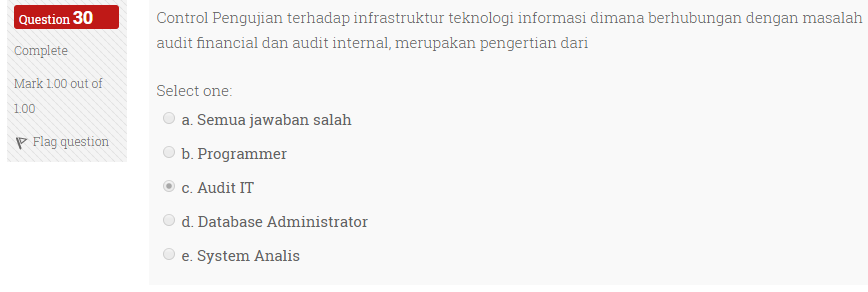 Question 30
Complete
Mark 1.00 out of
1.00
Flag question
Control Pengujian terhadap infrastruktur teknologi informasi dimana berhubungan dengan masalah
audit financial dan audit internal, merupakan pengertian dari
Select one:
a. Semua jawaban salah
b. Programmer
c. Audit IT
d. Database Administrator
e. System Analis